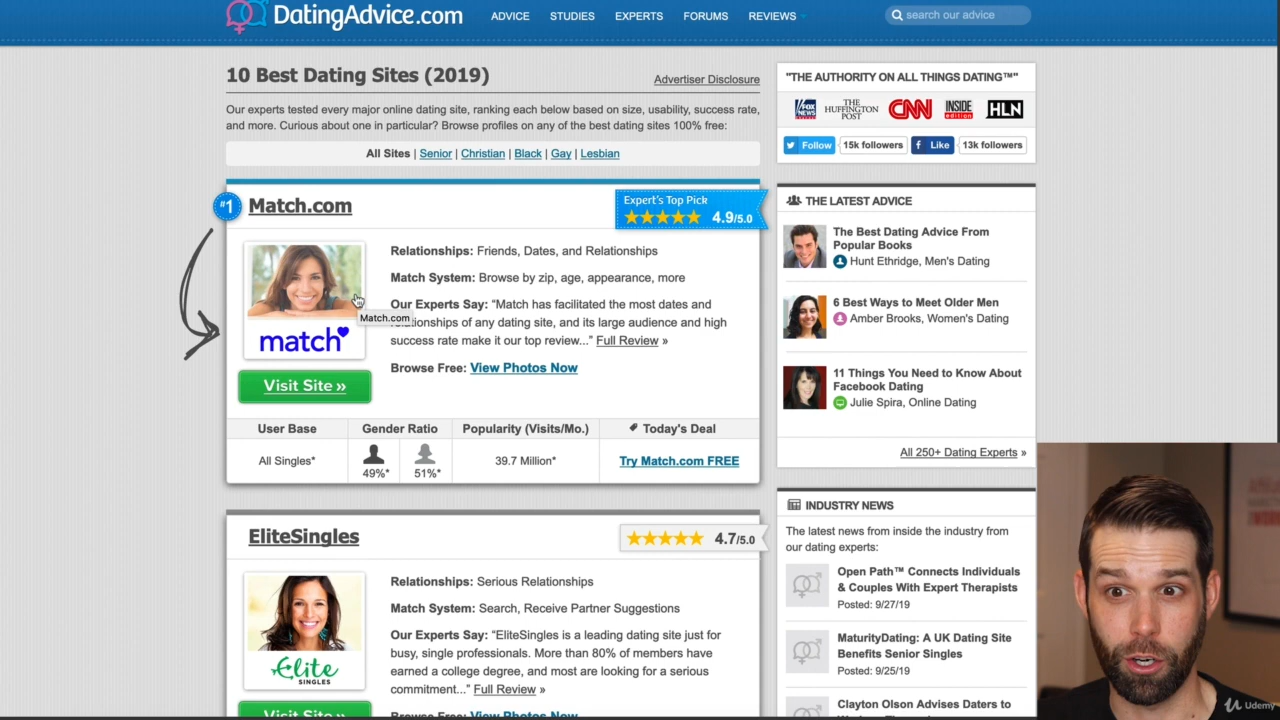 DatingAdvice.com
ADVICE STUDIES EXPERTS FORUMS REVIEWS
search our advice
10 Best Dating Sites (2019)
Advertiser Disclosure
Our experts tested every major online dating site, ranking each below based on size, usability, success rate,
and more. Curious about one in particular? Browse profiles on any of the best dating sites 100% free:
All Sites | Senior | Christian | Black | Gay | Lesbian
#1 Match.com
Expert's Top Pick
4.9/5.0
match
Visit Site »
Relationships: Friends, Dates, and Relationships
Match System: Browse by zip, age, appearance, more
Our Experts Say: “Match has facilitated the most dates and
Match.com
of any dating site, and its large audience and high
success rate make it our top review...” Full Review »
Browse Free: View Photos Now
User Base Gender Ratio Popularity (Visits/Mo.) Today's Deal
All Singles* 49%* 51%* 39.7 Million* Try Match.com FREE
EliteSingles
4.7/5.0
Elite
SINGLES
Visit Site »
Relationships: Serious Relationships
Match System: Search, Receive Partner Suggestions
Our Experts Say: “EliteSingles is a leading dating site just for
busy, single professionals. More than 80% of members have
earned a college degree, and most are looking for a serious
commitment...” Full Review »
Browse Free: View Photos Now
"THE AUTHORITY ON ALL THINGS DATING™"
FOX NEWS
THE HUFFINGTON POST
CNN
INSIDE edition
HLN
Follow 15k followers Like 13k followers
THE LATEST ADVICE
The Best Dating Advice From
Popular Books
Hunt Ethridge, Men's Dating
6 Best Ways to Meet Older Men
Amber Brooks, Women's Dating
11 Things You Need to Know About
Facebook Dating
Julie Spira, Online Dating
All 250+ Dating Experts »
INDUSTRY NEWS
The latest news from inside the industry from
our dating experts:
Open Path™ Connects Individuals
& Couples With Expert Therapists
Posted: 9/27/19
MaturityDating: A UK Dating Site
Benefits Senior Singles
Posted: 9/25/19
Clayton Olson Advises Daters to
Udemy